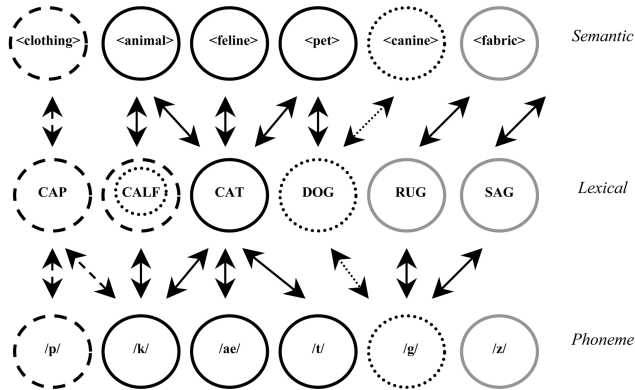 <clothing> <animal> <feline> <pet> <canine> <fabric> Semantic
CAP CALF CAT DOG RUG SAG Lexical
/p/ /k/ /ae/ /t/ /g/ /z/ Phoneme